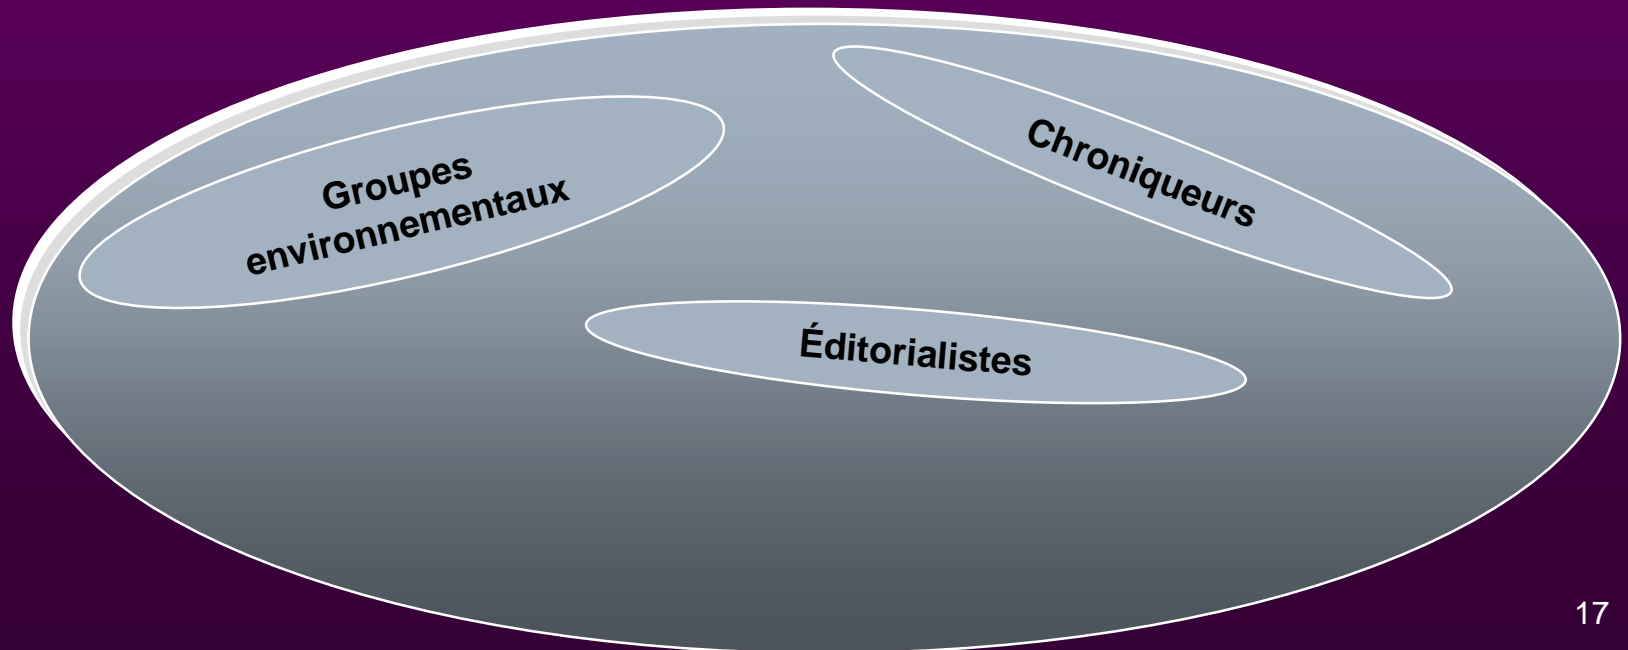 Groupes
environnementaux
Chroniqueurs
Éditorialistes
17